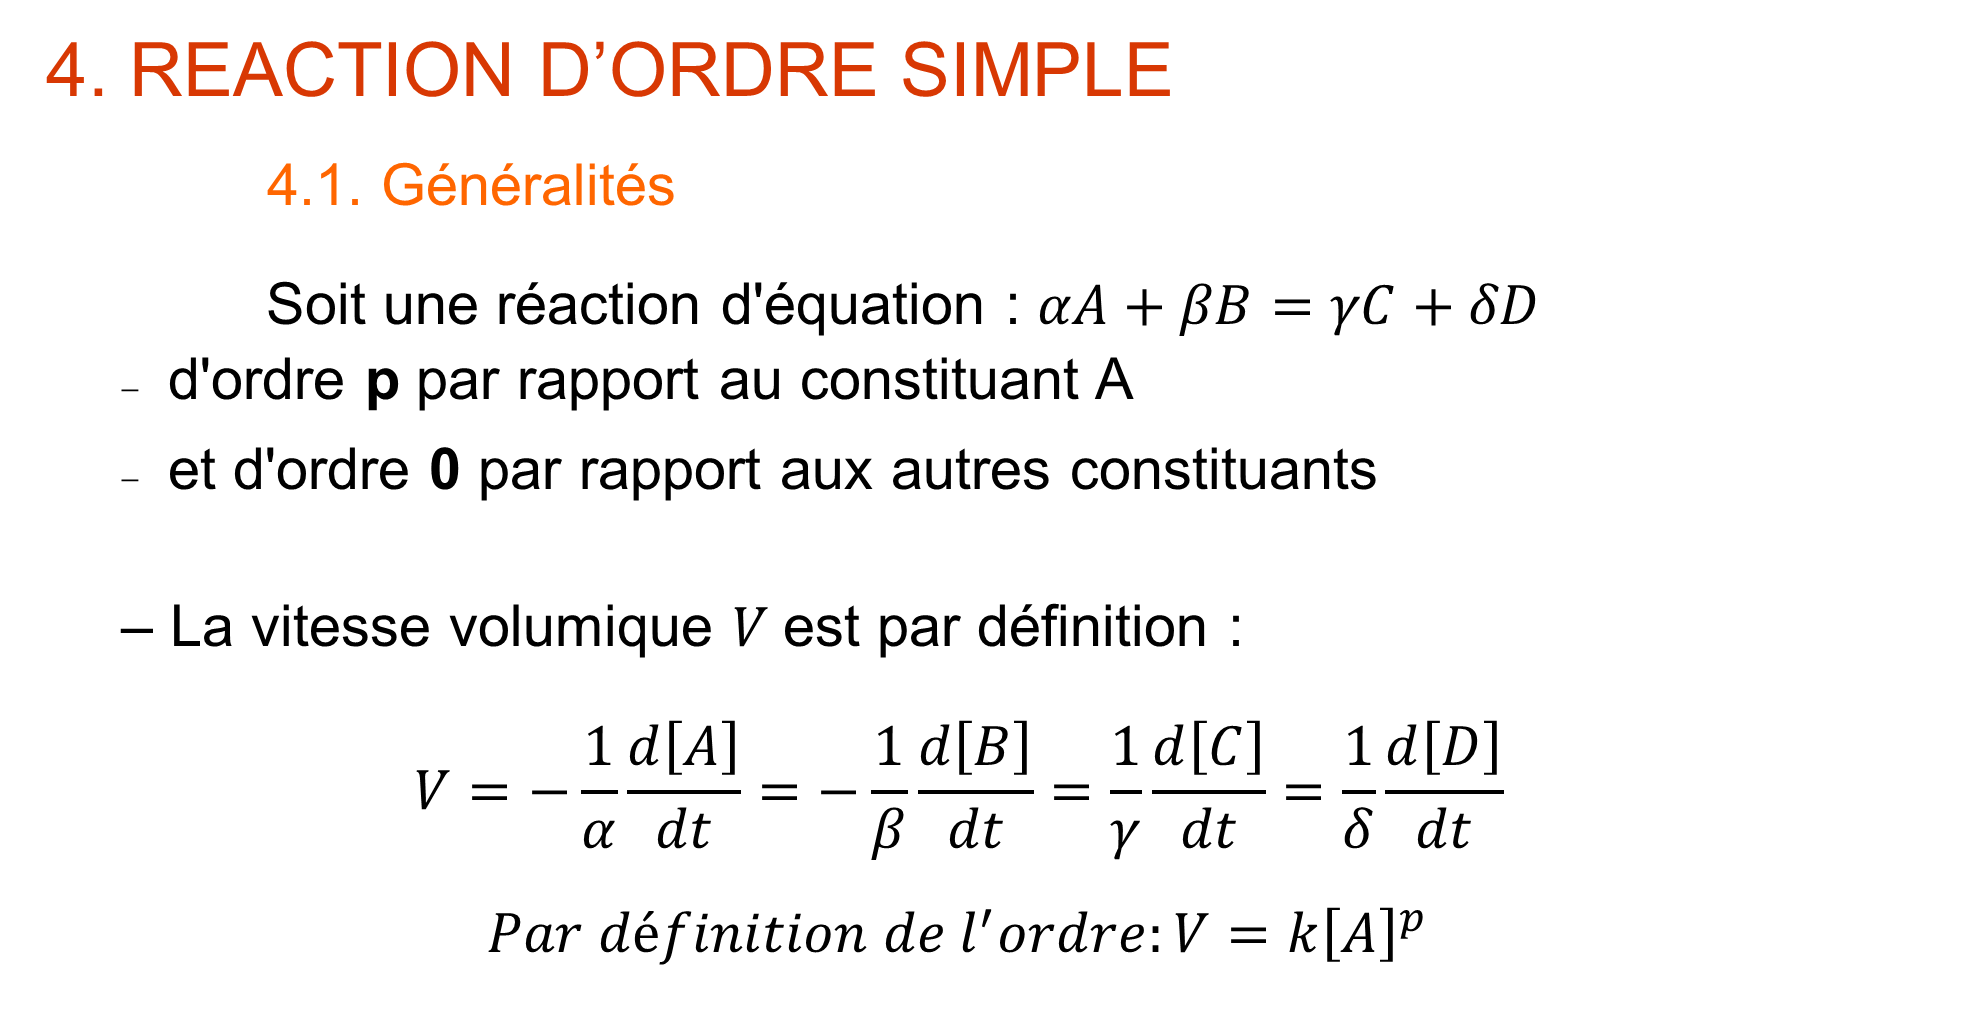 4. REACTION D’ORDRE SIMPLE
4.1. Généralités
Soit une réaction d'équation : 𝛼𝐴 + 𝛽𝐵 = 𝛾𝐶 + 𝛿𝐷
– d'ordre p par rapport au constituant A
– et d'ordre 0 par rapport aux autres constituants
– La vitesse volumique 𝑉 est par définition :
𝑉 = − 1/𝛼 𝑑[𝐴]/𝑑𝑡 = − 1/𝛽 𝑑[𝐵]/𝑑𝑡 = 1/𝛾 𝑑[𝐶]/𝑑𝑡 = 1/𝛿 𝑑[𝐷]/𝑑𝑡
Par définition de l′ordre: V = k[A]^p